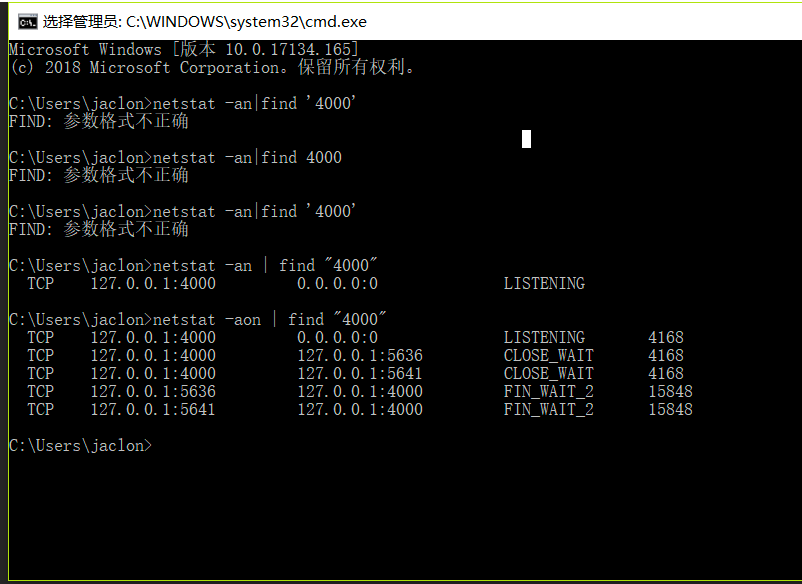 选择管理员: C:\WINDOWS\system32\cmd.exe
Microsoft Windows [版本 10.0.17134.165]
(c) 2018 Microsoft Corporation。保留所有权利。
C:\Users\jaclon>netstat -an|find '4000'
FIND: 参数格式不正确
C:\Users\jaclon>netstat -an|find 4000
FIND: 参数格式不正确
C:\Users\jaclon>netstat -an|find '4000'
FIND: 参数格式不正确
C:\Users\jaclon>netstat -an | find "4000"
TCP 127.0.0.1:4000 0.0.0.0:0 LISTENING
C:\Users\jaclon>netstat -aon | find "4000"
TCP 127.0.0.1:4000 0.0.0.0:0 LISTENING 4168
TCP 127.0.0.1:4000 127.0.0.1:5636 CLOSE_WAIT 4168
TCP 127.0.0.1:4000 127.0.0.1:5641 CLOSE_WAIT 4168
TCP 127.0.0.1:5636 127.0.0.1:4000 FIN_WAIT_2 15848
TCP 127.0.0.1:5641 127.0.0.1:4000 FIN_WAIT_2 15848
C:\Users\jaclon>